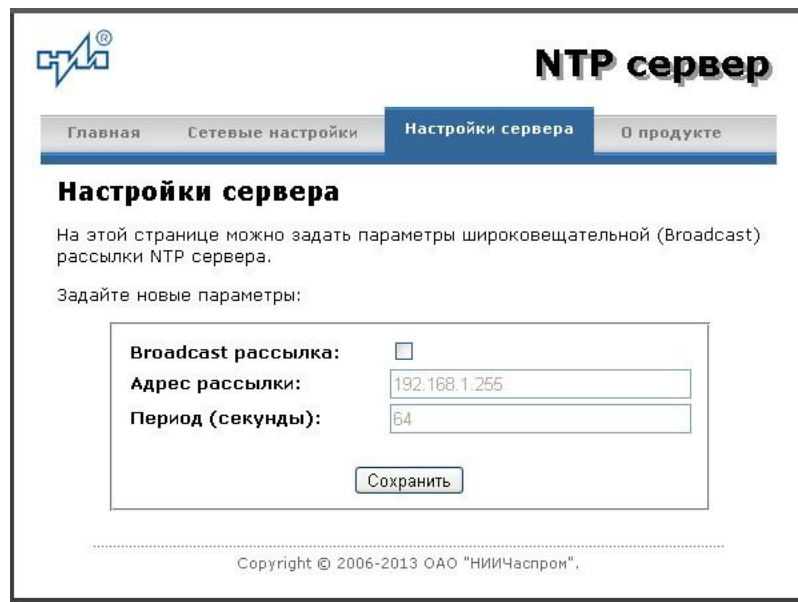 ®
NTP сервер
Главная Сетевые настройки Настройки сервера О продукте
Настройки сервера
На этой странице можно задать параметры широковещательной (Broadcast)
рассылки NTP сервера.
Задайте новые параметры:
Broadcast рассылка:
Адрес рассылки: 192.168.1.255
Период (секунды): 64
Сохранить
Copyright © 2006-2013 ОАО "НИИЧаспром".